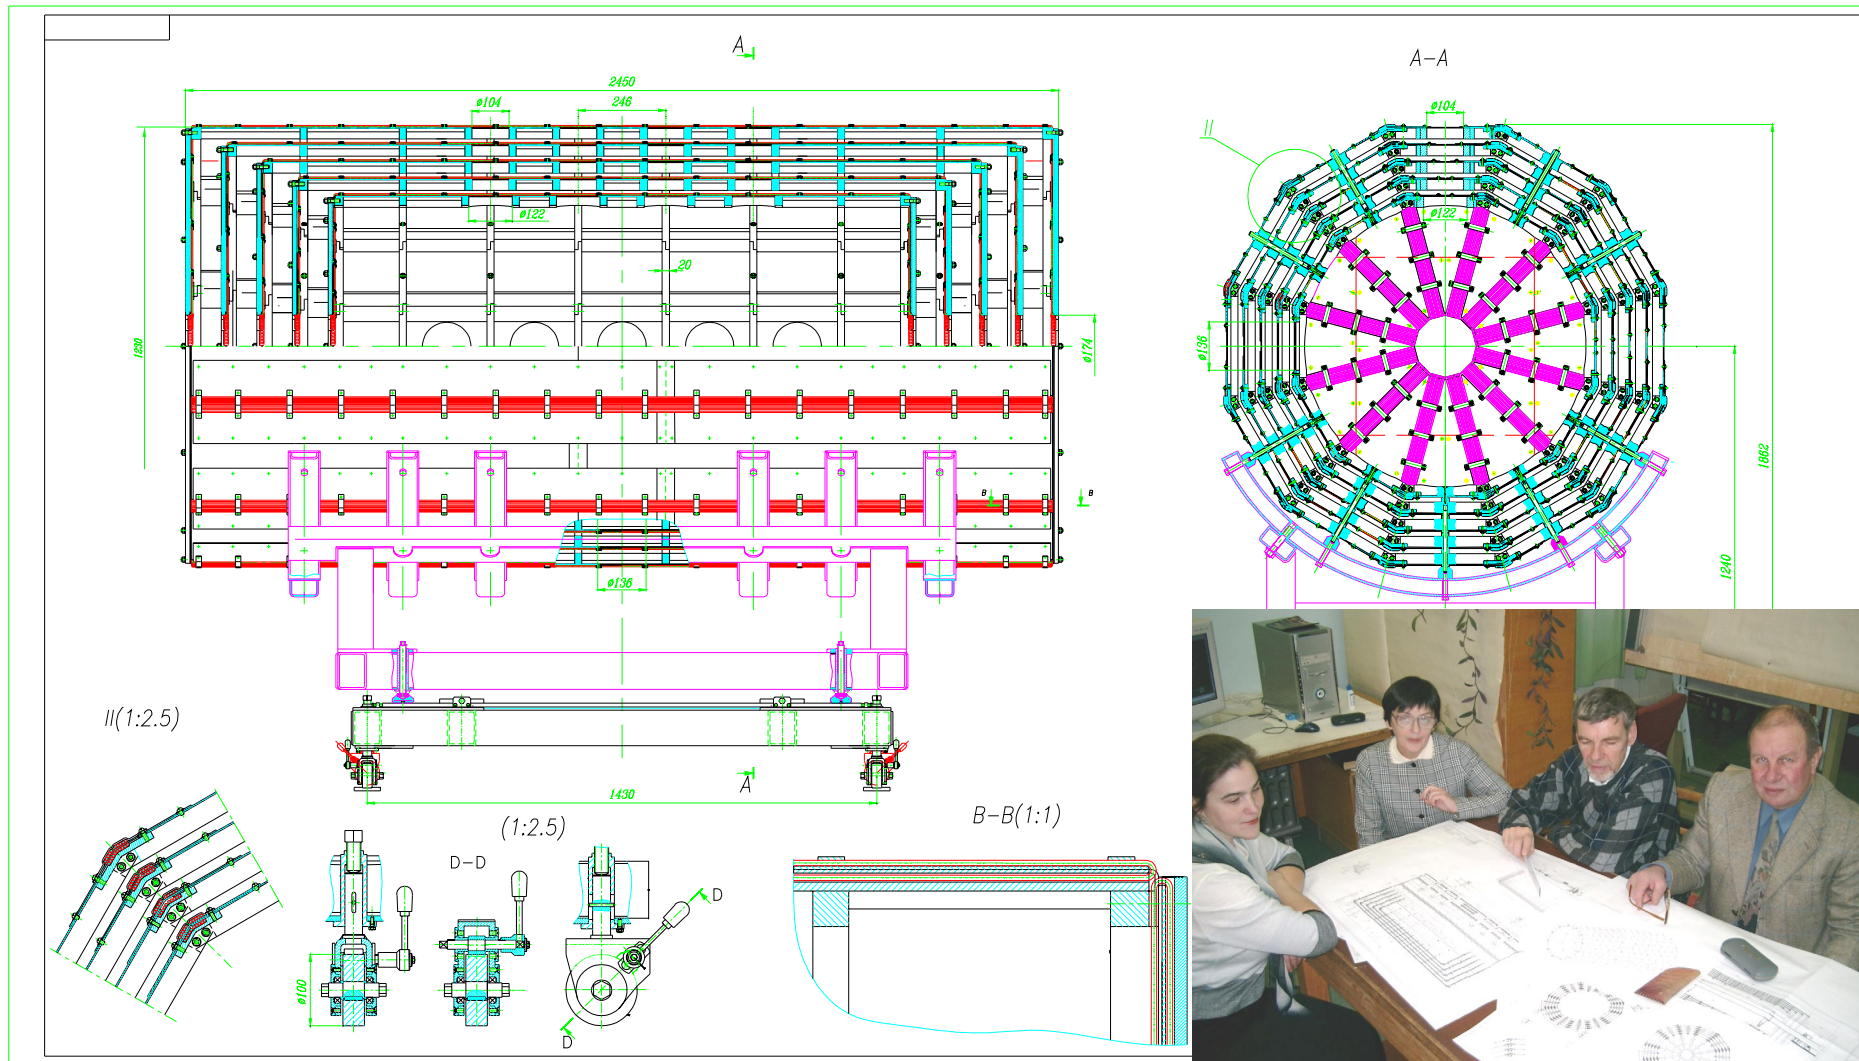 A
A-A
2450
ø104
246
ø104
II
ø122
ø122
20
1230
ø174
ø136
1862
B
B
1240
ø136
II(1:2.5)
A
1430
(1:2.5)
B-B(1:1)
D-D
D
ø100
D